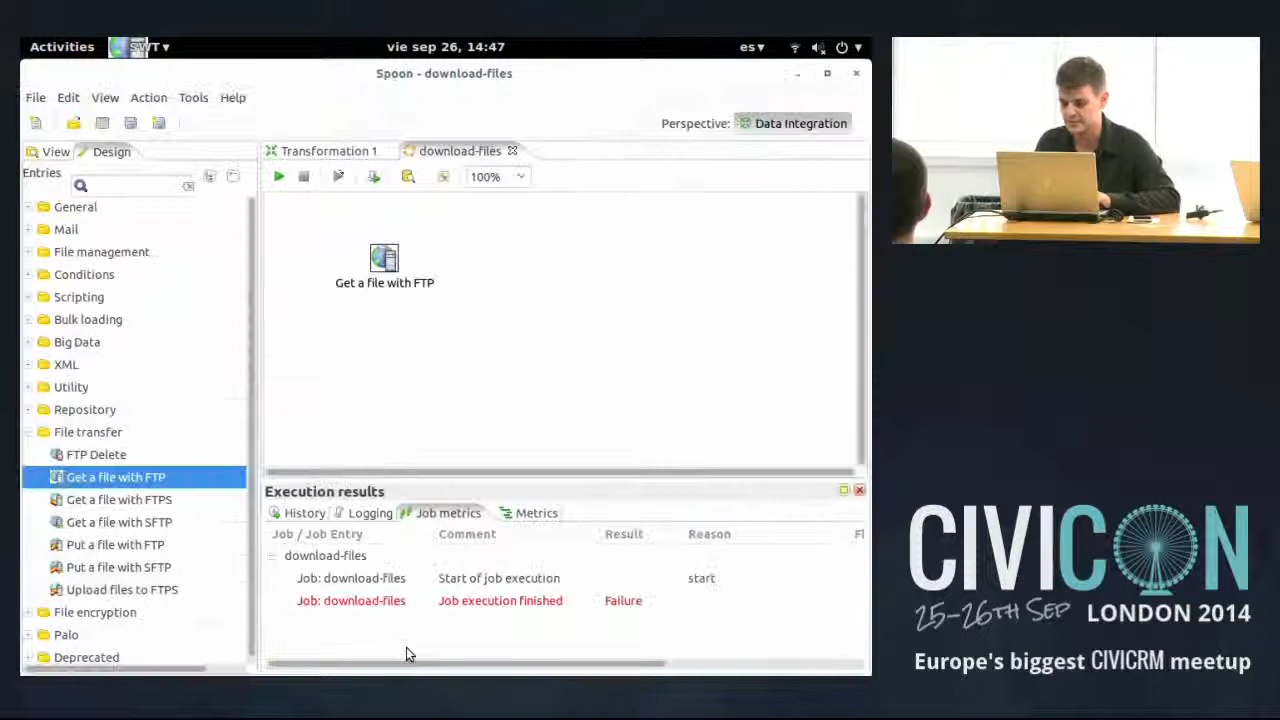 Activities SWT vie sep 26, 14:47 es
Spoon - download-files
File Edit View Action Tools Help
Perspective: Data Integration
View Design Transformation 1 download-files
Entries
100%
General
Mail
File management
Conditions
Scripting
Bulk loading
Big Data
XML
Utility
Repository
File transfer
FTP Delete
Get a file with FTP
Get a file with FTPS
Get a file with SFTP
Put a file with FTP
Put a file with SFTP
Upload files to FTPS
File encryption
Palo
Deprecated
Get a file with FTP
Execution results
History Logging Job metrics Metrics
Job / Job Entry Comment Result Reason Fi
download-files
Job: download-files Start of job execution start
Job: download-files Job execution finished Failure
CIVICON
25-26TH SEP LONDON 2014
Europe's biggest CIVICRM meetup